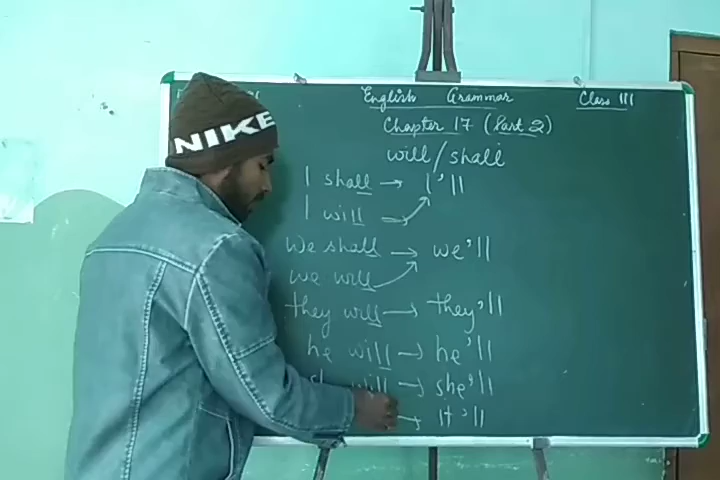 English Grammar Class III
Chapter 17 (Part 2)
will/shall
NIKE
I shall → I'll
I will →
We shall → we'll
we will
they will → they'll
he will → he'll
will → she'll
→ It'll